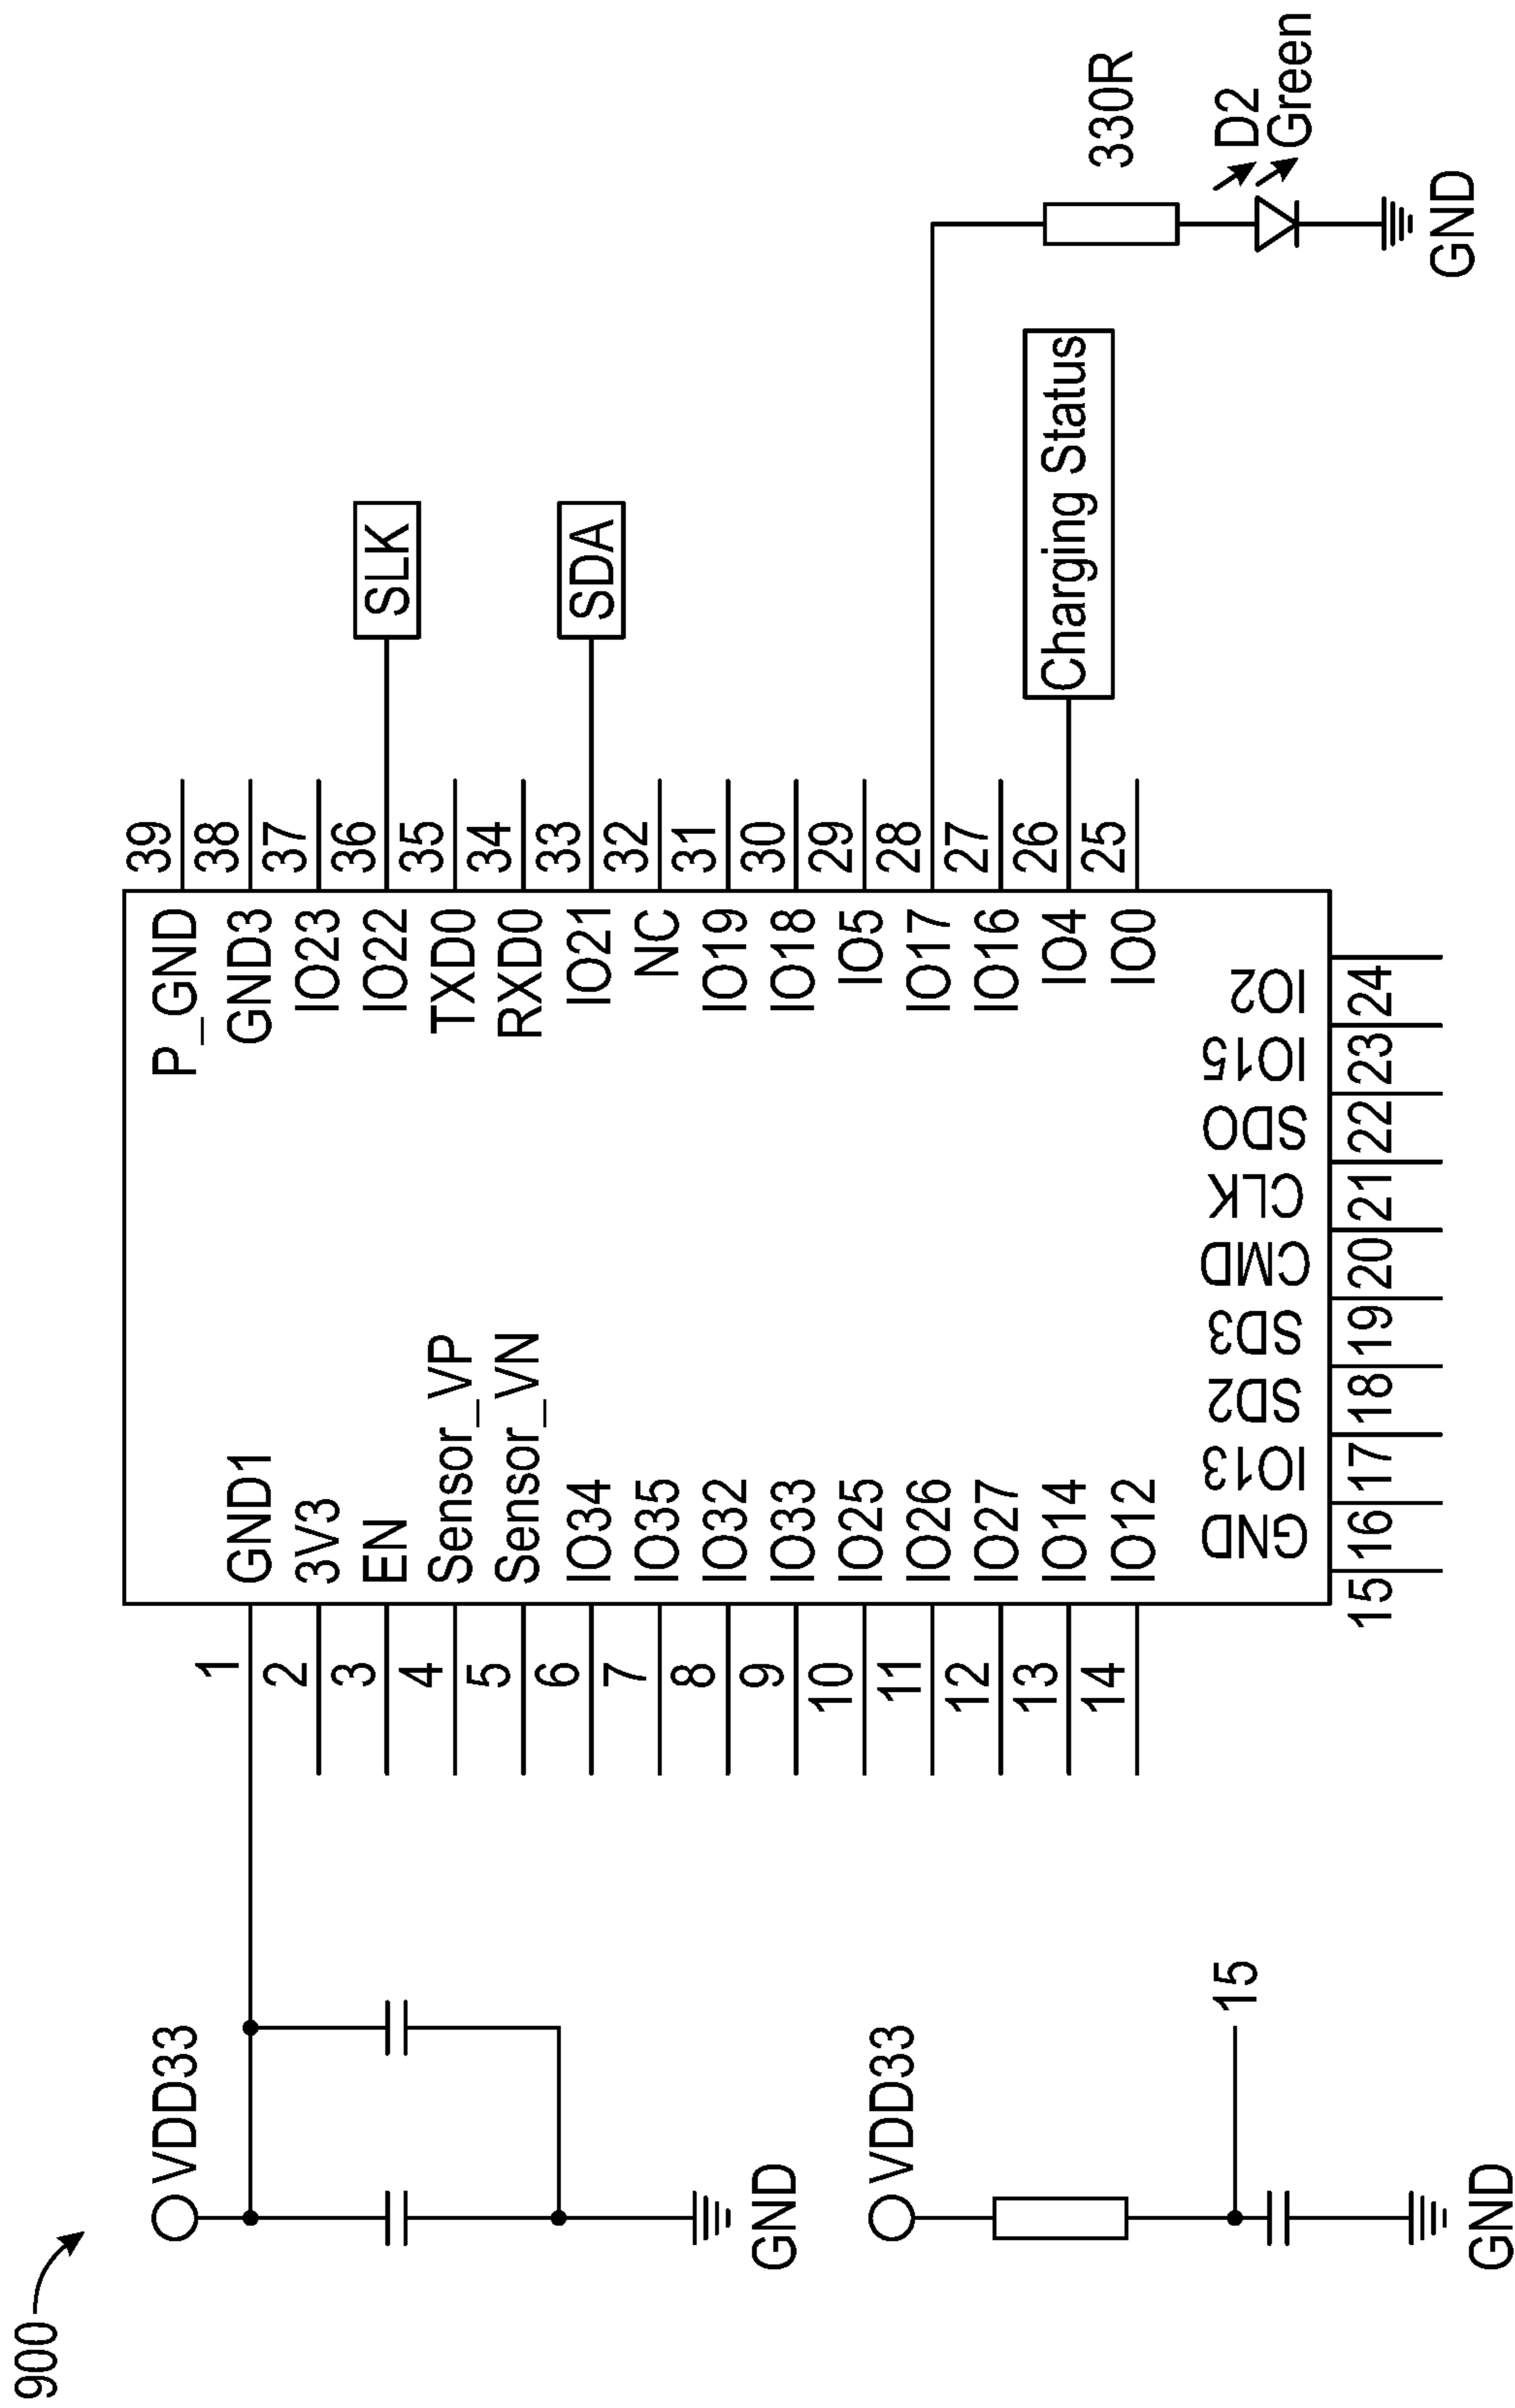 900
VDD33
GND
VDD33
15
GND
1
2
3
4
5
6
7
8
9
10
11
12
13
14
GND1
3V3
EN
Sensor_VP
Sensor_VN
IO34
IO35
IO32
IO33
IO25
IO26
IO27
IO14
IO12
GND
IO13
SD2
SD3
CMD
CLK
SDO
IO15
IO2
15
16
17
18
19
20
21
22
23
24
P_GND
GND3
IO23
IO22
TXD0
RXD0
IO21
NC
IO19
IO18
IO5
IO17
IO16
IO4
IO0
39
38
37
36
35
34
33
32
31
30
29
28
27
26
25
SLK
SDA
Charging Status
330R
D2
Green
GND